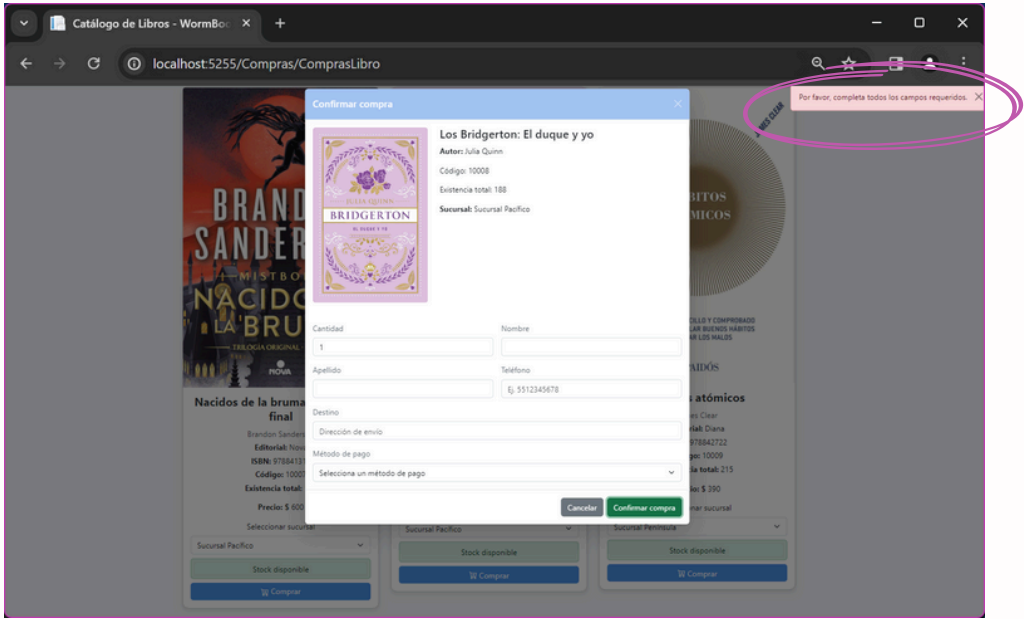 Catálogo de Libros - WormBoo
localhost:5255/Compras/ComprasLibro
Por favor, completa todos los campos requeridos.
Confirmar compra
Los Bridgerton: El duque y yo
Autor: Julia Quinn
Código: 10008
Existencia total: 188
Sucursal: Sucursal Pacífico
JULIA QUINN
BRIDGERTON
EL DUQUE Y YO
Cantidad
Nombre
1
Apellido
Teléfono
Ej. 5512345678
Destino
Dirección de envío
Método de pago
Selecciona un método de pago
Cancelar
Confirmar compra
BRAND
SANDER
MISTBO
NACIDO
LA BRU
TRILOGÍA ORIGINAL
NOVA
Nacidos de la bruma
final
Brandon Sanders
Editorial: Nov
ISBN: 97884131
Código: 10007
Existencia total:
Precio: $ 600
Seleccionar sucursal
Sucursal Pacífico
Stock disponible
Comprar
Sucursal Pacífico
Stock disponible
Comprar
MES CLEAR
BITOS
MICOS
CILLO Y COMPROBADO
LAR BUENOS HÁBITOS
AR LOS MALOS
AIDÓS
s atómicos
es Clear
rial: Diana
978842722
go: 10009
ia total: 215
io: $ 390
nar sucursal
Sucursal Península
Stock disponible
Comprar